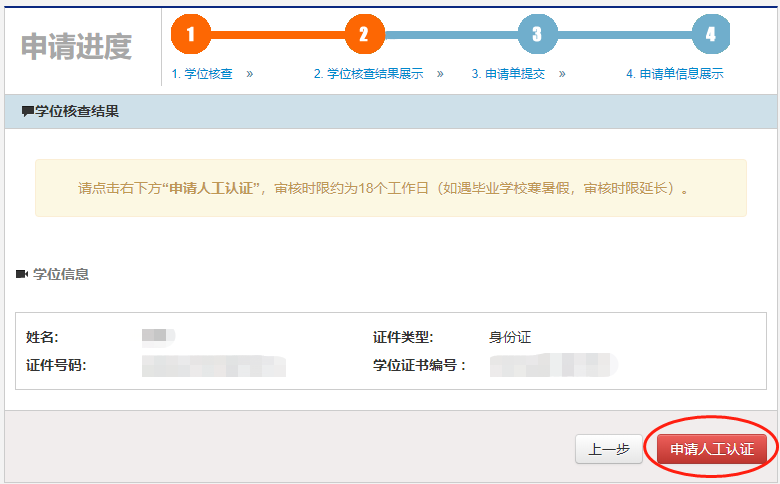 申请进度
1
2
3
4
1. 学位核查 »
2. 学位核查结果展示 »
3. 申请单提交 »
4. 申请单信息展示
学位核查结果
请点击右下方“申请人工认证”，审核时限约为18个工作日（如遇毕业学校寒暑假，审核时限延长）。
学位信息
姓名: 证件类型: 身份证
证件号码: 学位证书编号：
上一步 申请人工认证